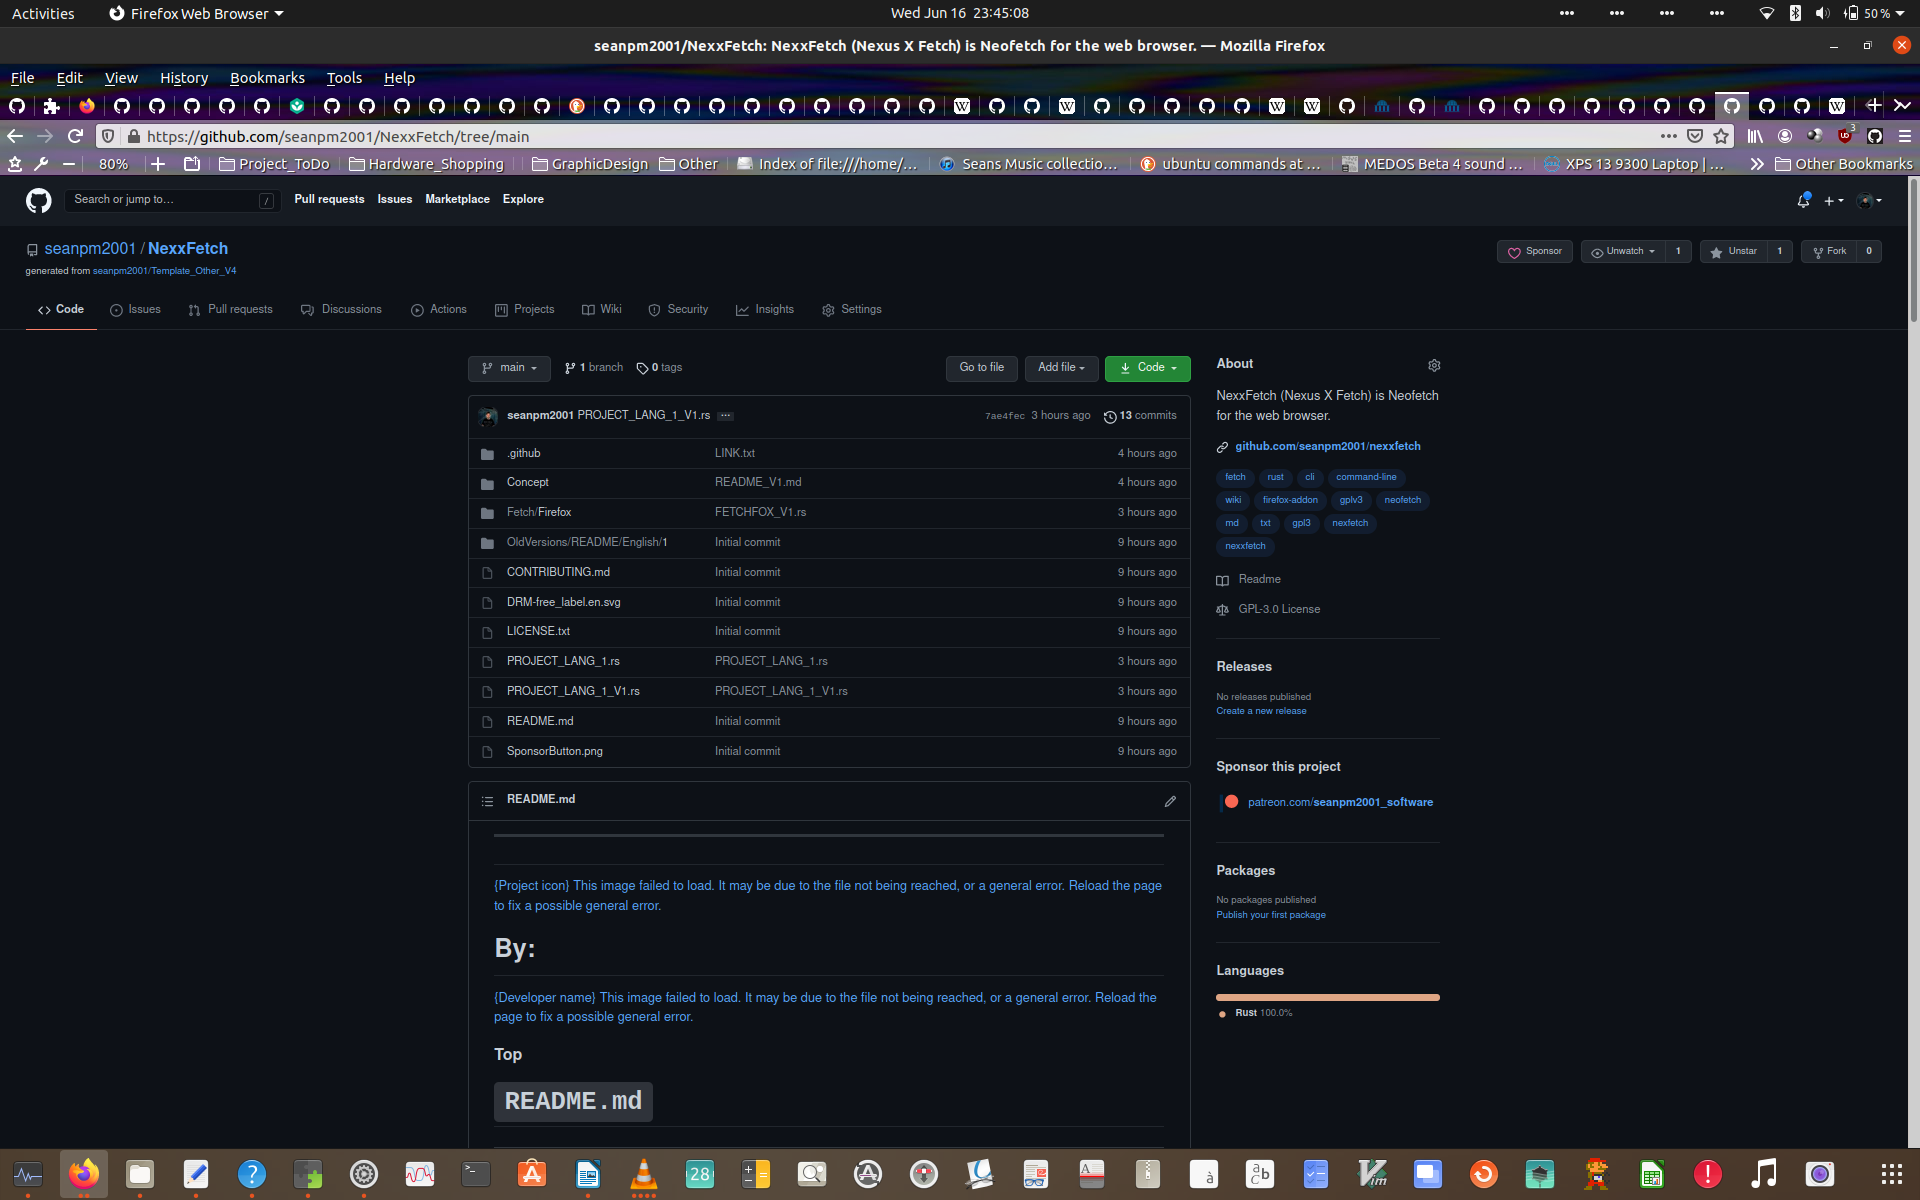 Activities Firefox Web Browser Wed Jun 16 23:45:08 50 %
seanpm2001/NexxFetch: NexxFetch (Nexus X Fetch) is Neofetch for the web browser. — Mozilla Firefox
File Edit View History Bookmarks Tools Help
https://github.com/seanpm2001/NexxFetch/tree/main 3
80% Project_ToDo Hardware_Shopping GraphicDesign Other Index of file:///home/... Seans Music collectio... ubuntu commands at ... MEDOS Beta 4 sound ... XPS 13 9300 Laptop | ... Other Bookmarks
Search or jump to... / Pull requests Issues Marketplace Explore
seanpm2001 / NexxFetch Sponsor Unwatch 1 Unstar 1 Fork 0
generated from seanpm2001/Template_Other_V4
Code Issues Pull requests Discussions Actions Projects Wiki Security Insights Settings
main 1 branch 0 tags Go to file Add file Code
seanpm2001 PROJECT_LANG_1_V1.rs ... 7ae4fec 3 hours ago 13 commits
.github LINK.txt 4 hours ago
Concept README_V1.md 4 hours ago
Fetch/Firefox FETCHFOX_V1.rs 3 hours ago
OldVersions/README/English/1 Initial commit 9 hours ago
CONTRIBUTING.md Initial commit 9 hours ago
DRM-free_label.en.svg Initial commit 9 hours ago
LICENSE.txt Initial commit 9 hours ago
PROJECT_LANG_1.rs PROJECT_LANG_1.rs 3 hours ago
PROJECT_LANG_1_V1.rs PROJECT_LANG_1_V1.rs 3 hours ago
README.md Initial commit 9 hours ago
SponsorButton.png Initial commit 9 hours ago
README.md
{Project icon} This image failed to load. It may be due to the file not being reached, or a general error. Reload the page
to fix a possible general error.
By:
{Developer name} This image failed to load. It may be due to the file not being reached, or a general error. Reload the
page to fix a possible general error.
Top
README.md
About
NexxFetch (Nexus X Fetch) is Neofetch
for the web browser.
github.com/seanpm2001/nexxfetch
fetch rust cli command-line
wiki firefox-addon gplv3 neofetch
md txt gpl3 nexfetch
nexxfetch
Readme
GPL-3.0 License
Releases
No releases published
Create a new release
Sponsor this project
patreon.com/seanpm2001_software
Packages
No packages published
Publish your first package
Languages
Rust 100.0%
28